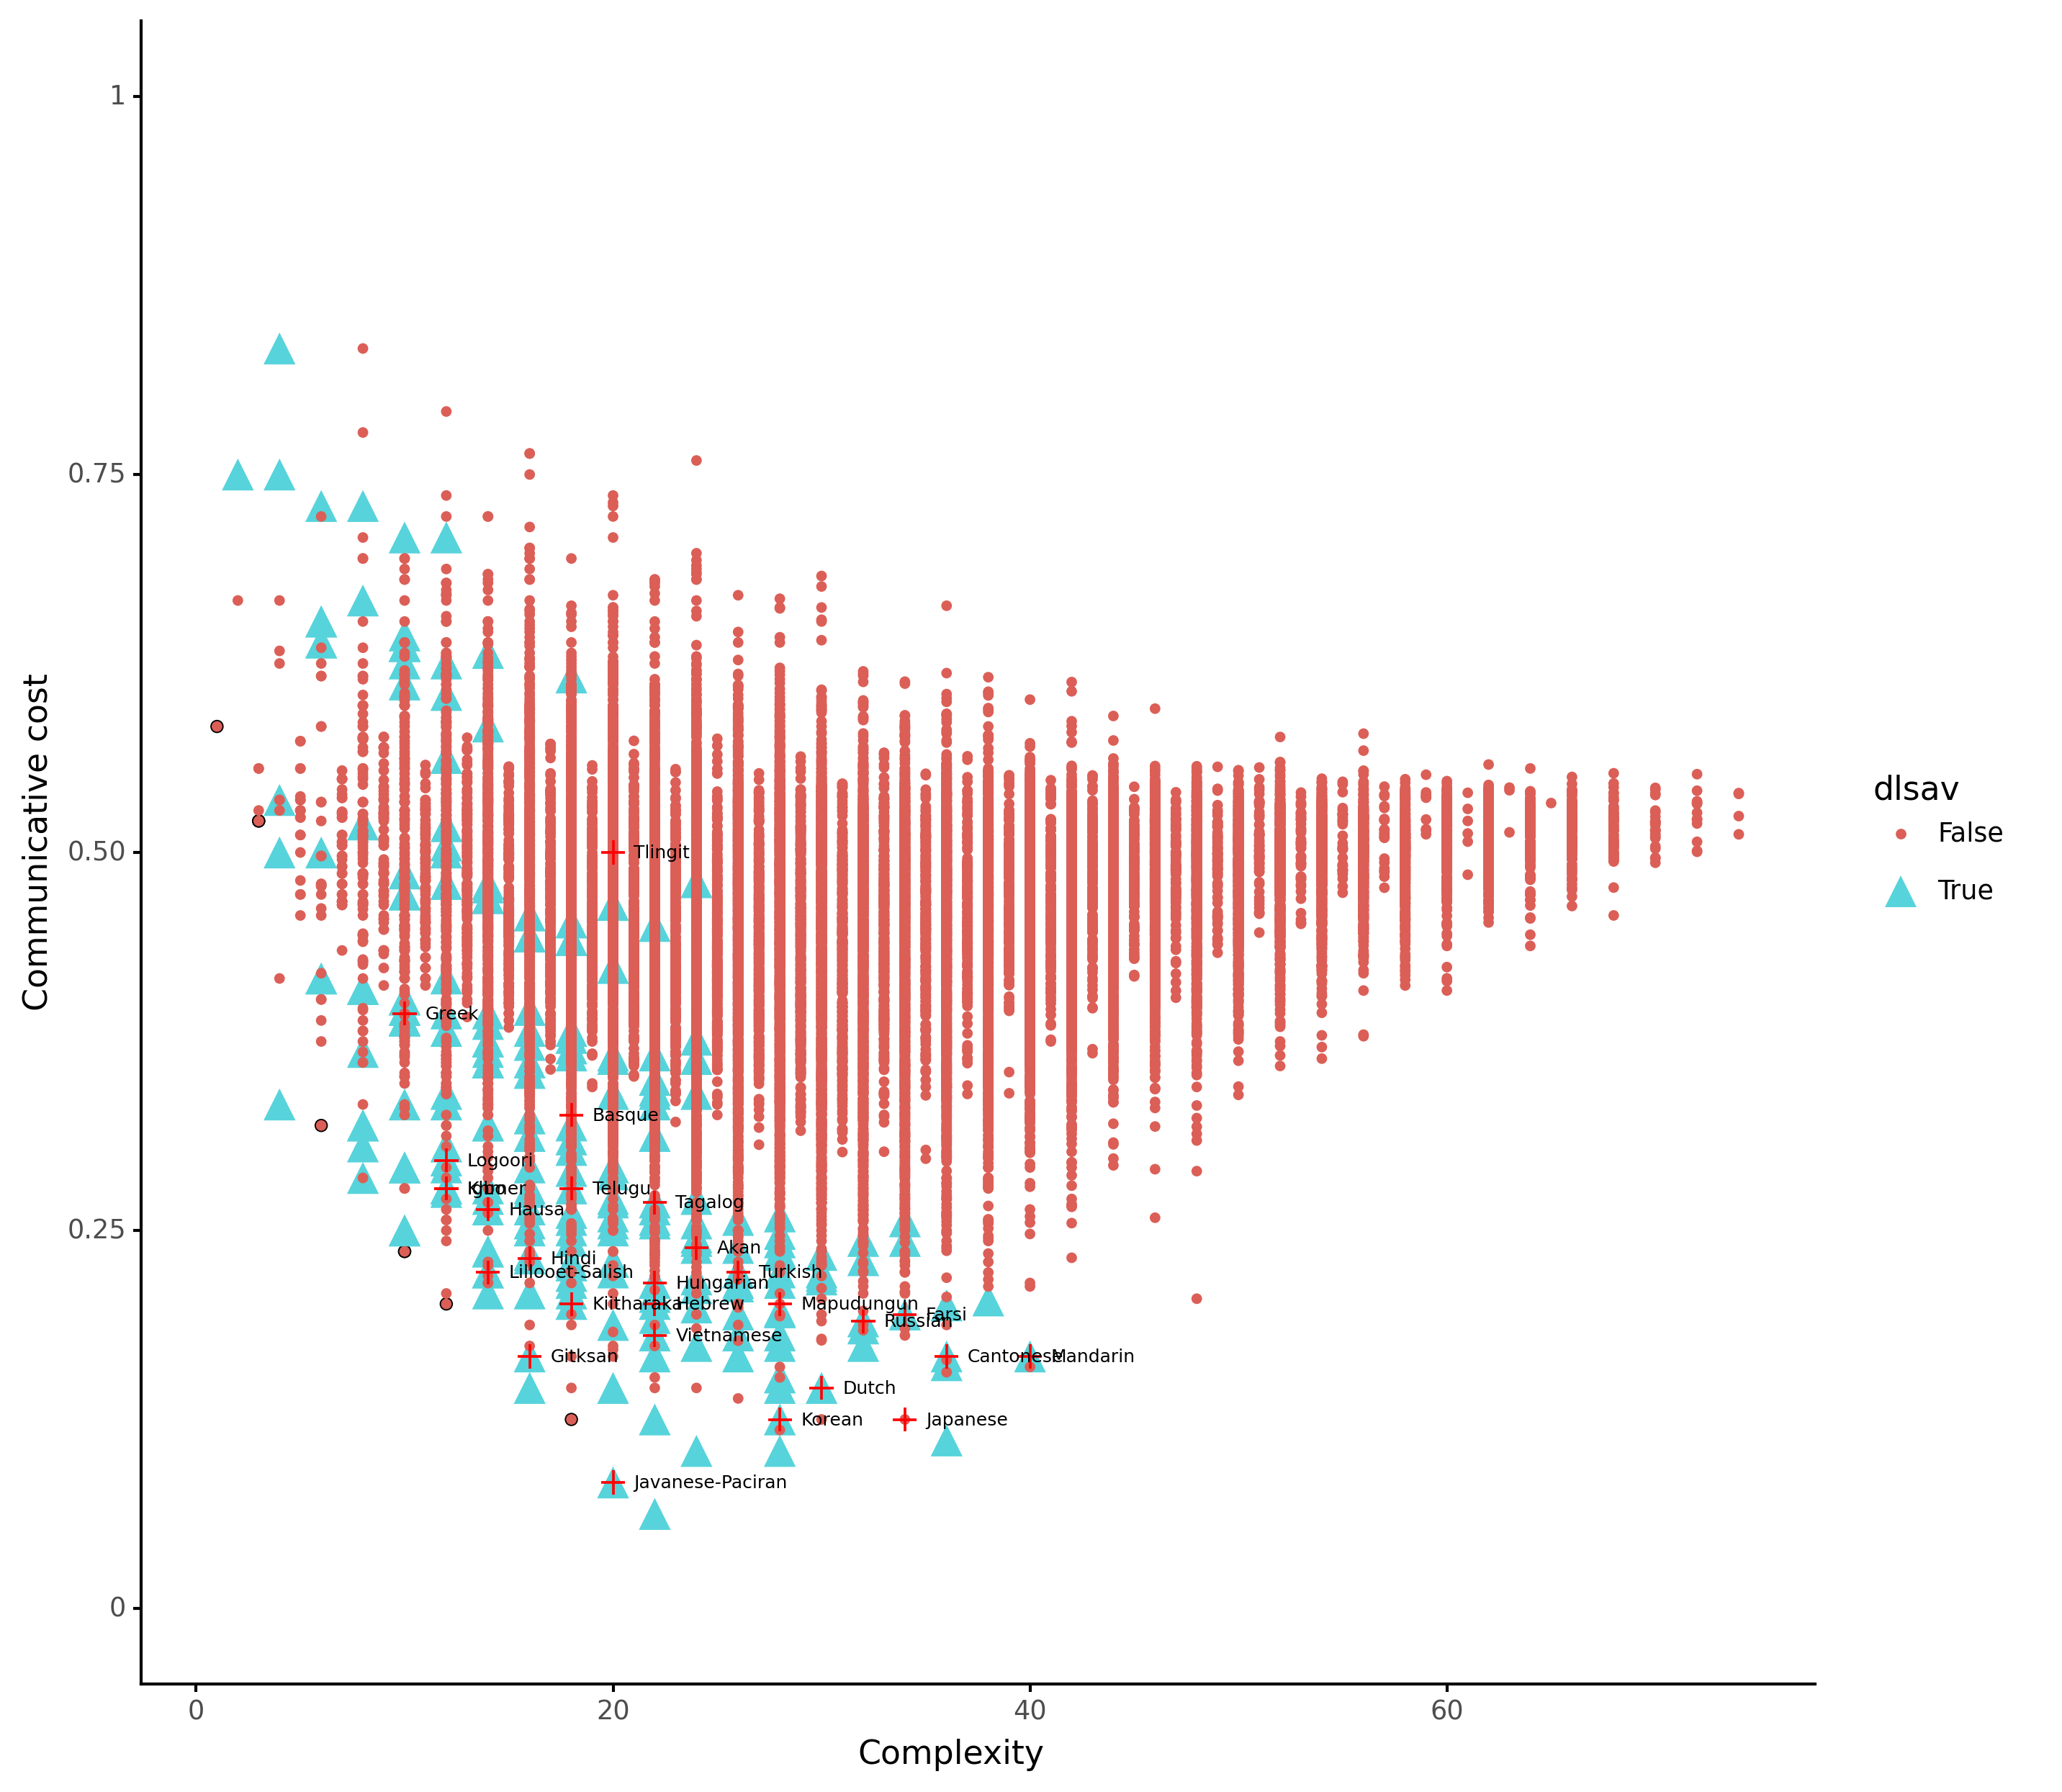 1
0.75
0.50
0.25
0
0
20
40
60
Communicative cost
Complexity
dlsav
False
True
Tlingit
Greek
Basque
Logoori
Khmer
Telugu
Tagalog
Hausa
Akan
Hindi
Lillooet-Salish
Turkish
Hungarian
Kiitharaka
Hebrew
Mapudungun
Farsi
Russian
Vietnamese
Gitksan
Cantonese
Mandarin
Dutch
Korean
Japanese
Javanese-Paciran